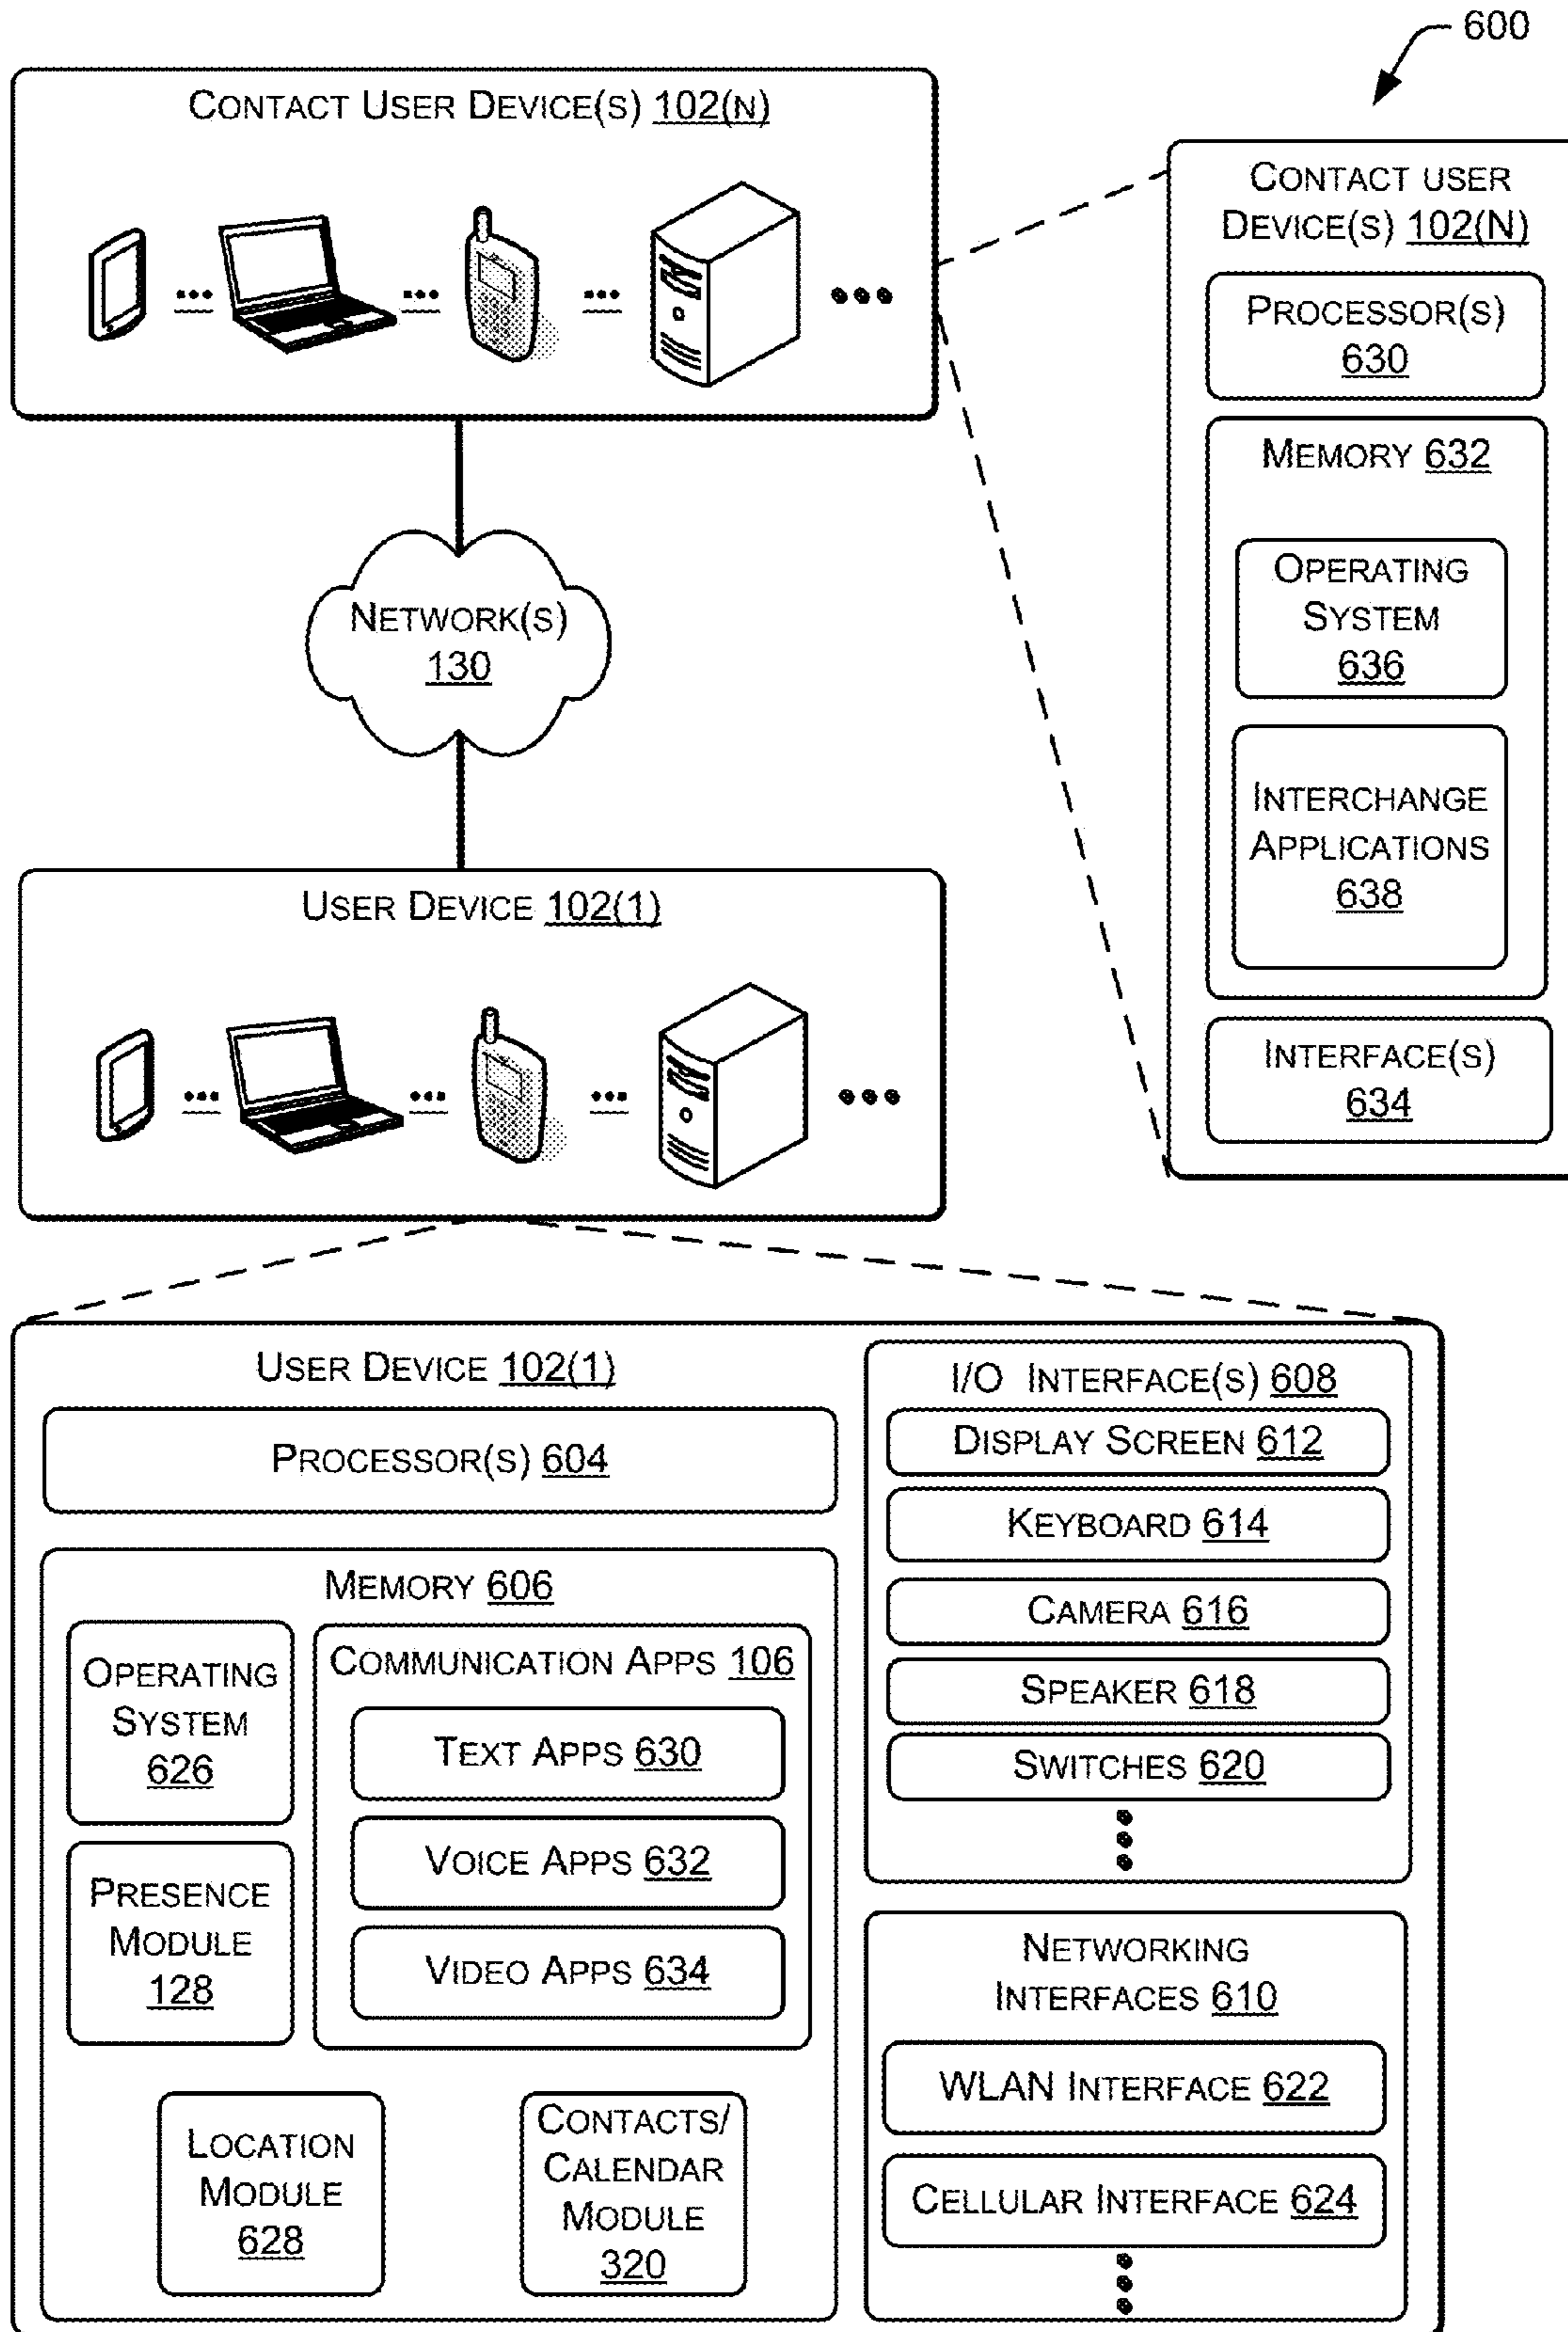 600
CONTACT USER DEVICE(S) 102(N)
CONTACT USER
DEVICE(S) 102(N)
PROCESSOR(S)
630
MEMORY 632
OPERATING
SYSTEM
636
INTERCHANGE
APPLICATIONS
638
INTERFACE(S)
634
NETWORK(S)
130
USER DEVICE 102(1)
USER DEVICE 102(1)
PROCESSOR(S) 604
MEMORY 606
OPERATING
SYSTEM
626
PRESENCE
MODULE
128
COMMUNICATION APPS 106
TEXT APPS 630
VOICE APPS 632
VIDEO APPS 634
LOCATION
MODULE
628
CONTACTS/
CALENDAR
MODULE
320
I/O INTERFACE(S) 608
DISPLAY SCREEN 612
KEYBOARD 614
CAMERA 616
SPEAKER 618
SWITCHES 620
NETWORKING
INTERFACES 610
WLAN INTERFACE 622
CELLULAR INTERFACE 624